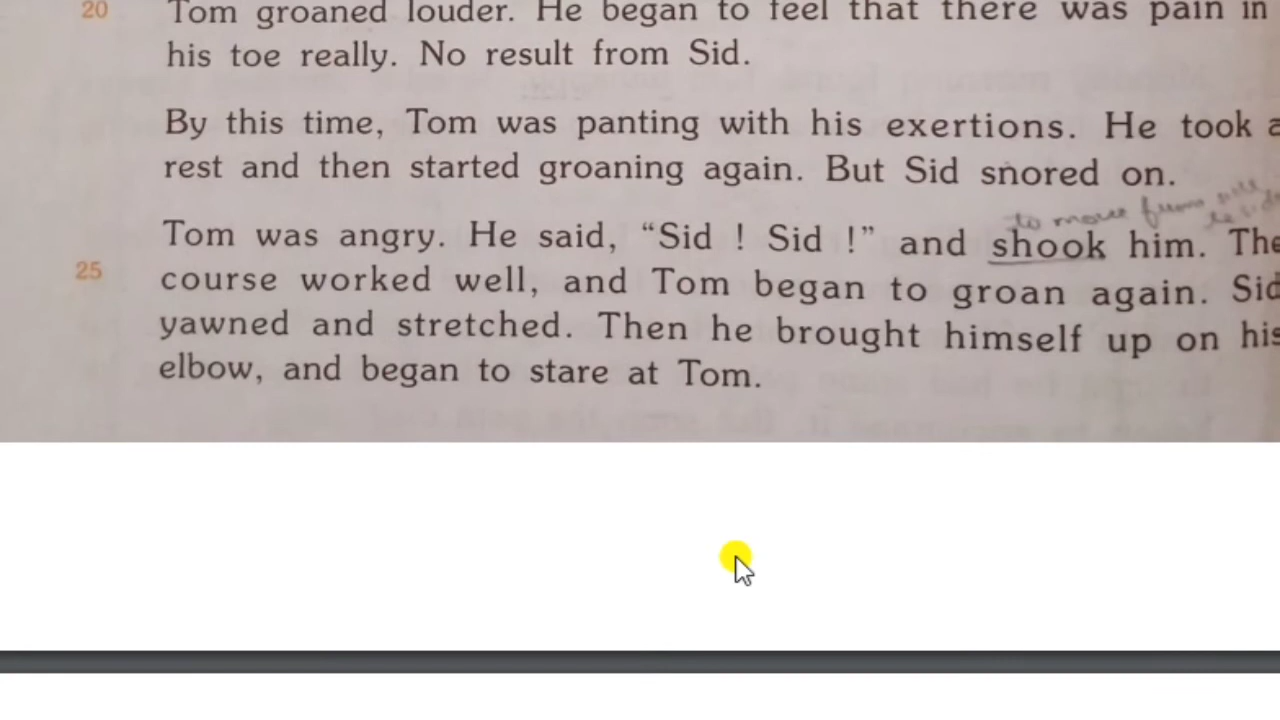 20 Tom groaned louder. He began to feel that there was pain in
his toe really. No result from Sid.
By this time, Tom was panting with his exertions. He took a
rest and then started groaning again. But Sid snored on.
to move from
Tom was angry. He said, “Sid ! Sid !” and shook him. The
25 course worked well, and Tom began to groan again. Sid
yawned and stretched. Then he brought himself up on his
elbow, and began to stare at Tom.